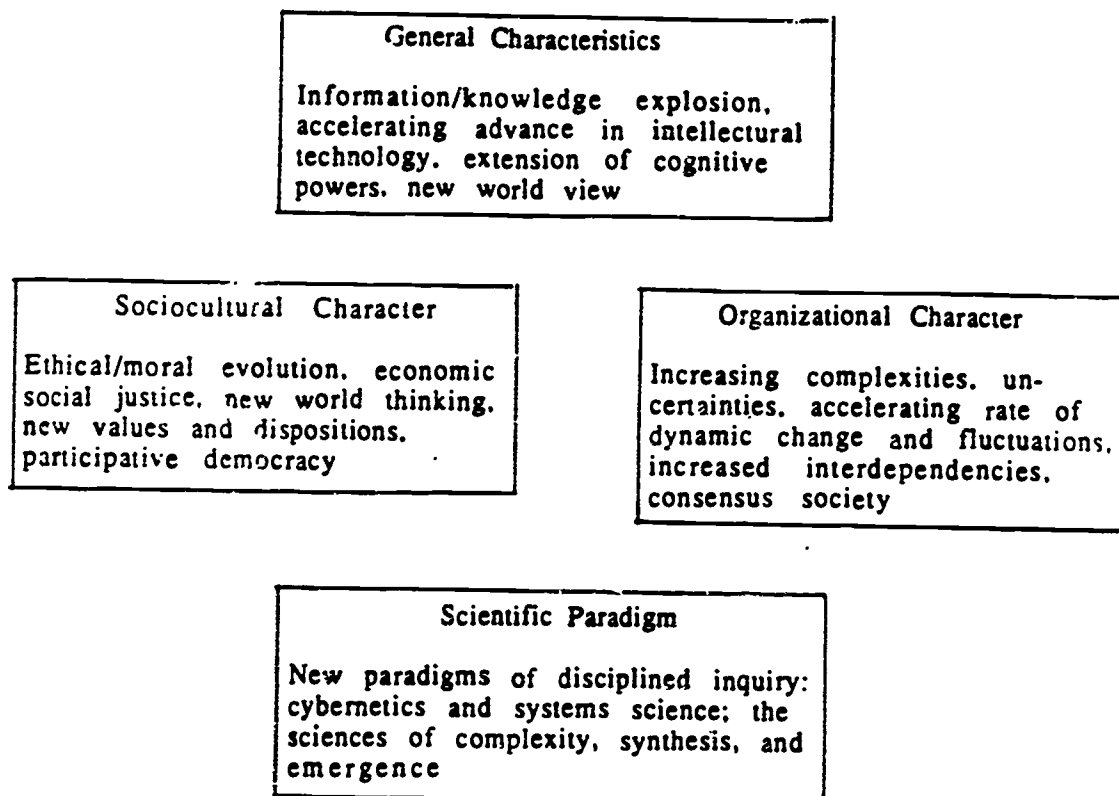 General Characteristics
Information/knowledge explosion,
accelerating advance in intellectural
technology, extension of cognitive
powers, new world view
Sociocultural Character
Ethical/moral evolution, economic
social justice, new world thinking,
new values and dispositions,
participative democracy
Organizational Character
Increasing complexities, un-
certainties, accelerating rate of
dynamic change and fluctuations,
increased interdependencies,
consensus society
Scientific Paradigm
New paradigms of disciplined inquiry:
cybernetics and systems science; the
sciences of complexity, synthesis, and
emergence